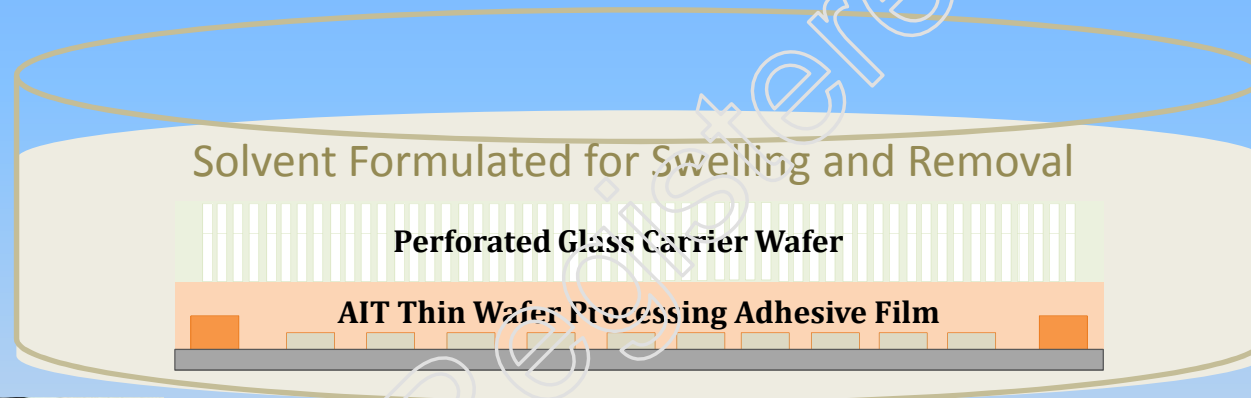 Solvent Formulated for Swelling and Removal
Perforated Glass Carrier Wafer
AIT Thin Wafer Processing Adhesive Film